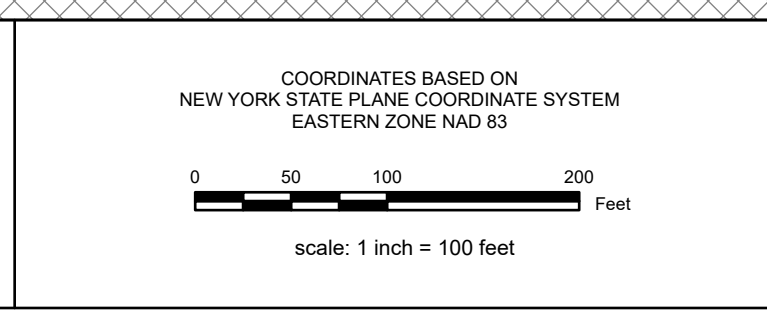 COORDINATES BASED ON
NEW YORK STATE PLANE COORDINATE SYSTEM
EASTERN ZONE NAD 83
0 50 100 200
Feet
scale: 1 inch = 100 feet